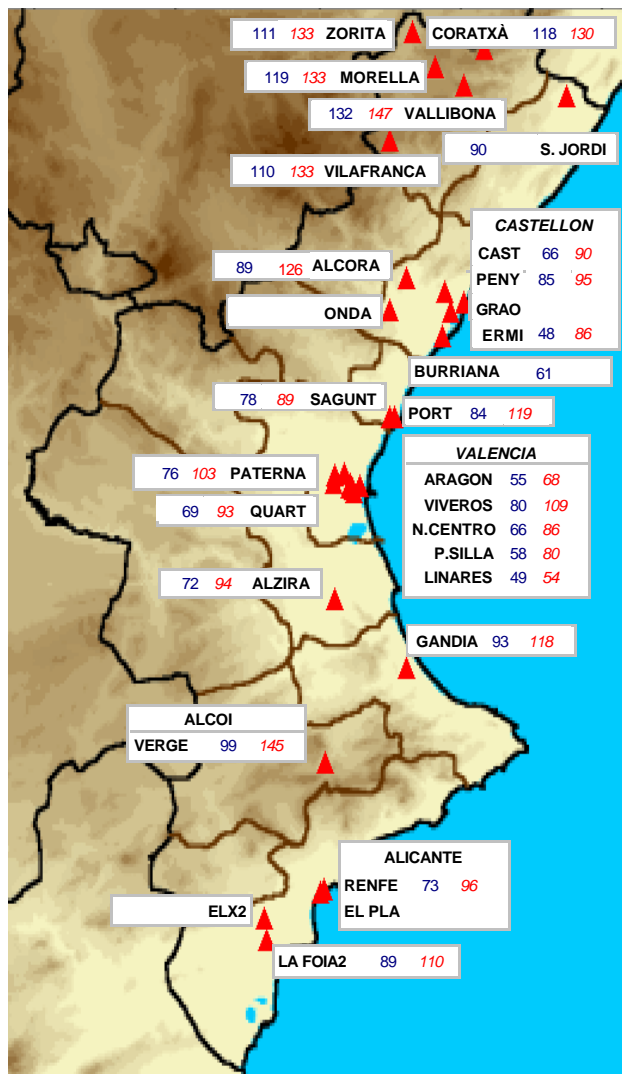 111 133 ZORITA
CORATXÀ 118 130
119 133 MORELLA
132 147 VALLIBONA
90 S. JORDI
110 133 VILAFRANCA
CASTELLON
CAST 66 90
PENY 85 95
GRAO
ERMI 48 86
89 126 ALCORA
ONDA
BURRIANA 61
78 89 SAGUNT
PORT 84 119
VALENCIA
ARAGON 55 68
VIVEROS 80 109
N.CENTRO 66 86
P.SILLA 58 80
LINARES 49 54
76 103 PATERNA
69 93 QUART
72 94 ALZIRA
GANDIA 93 118
ALCOI
VERGE 99 145
ALICANTE
RENFE 73 96
EL PLA
ELX2
LA FOIA2 89 110